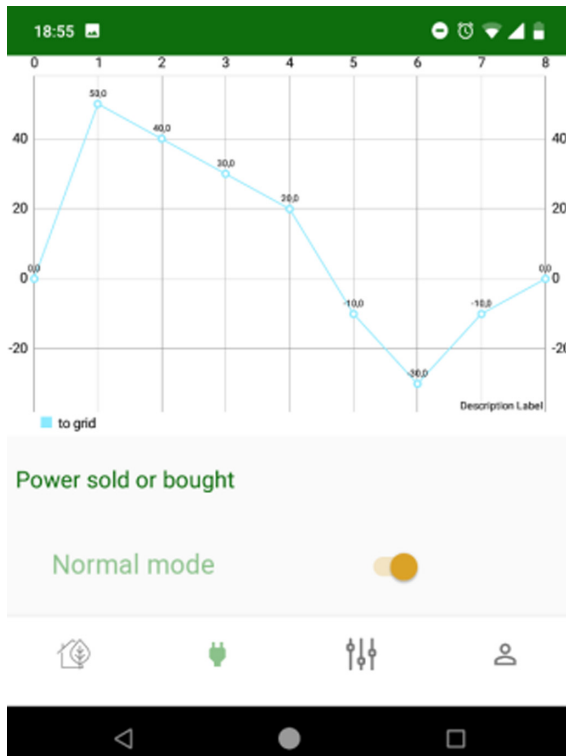 18:55
0 1 2 3 4 5 6 7 8
50,0
40 40,0 40
30,0
20 20,0 20
0 0,0 0,0 0
-10,0 -10,0
-20 -20
-30,0
Description Label
to grid
Power sold or bought
Normal mode